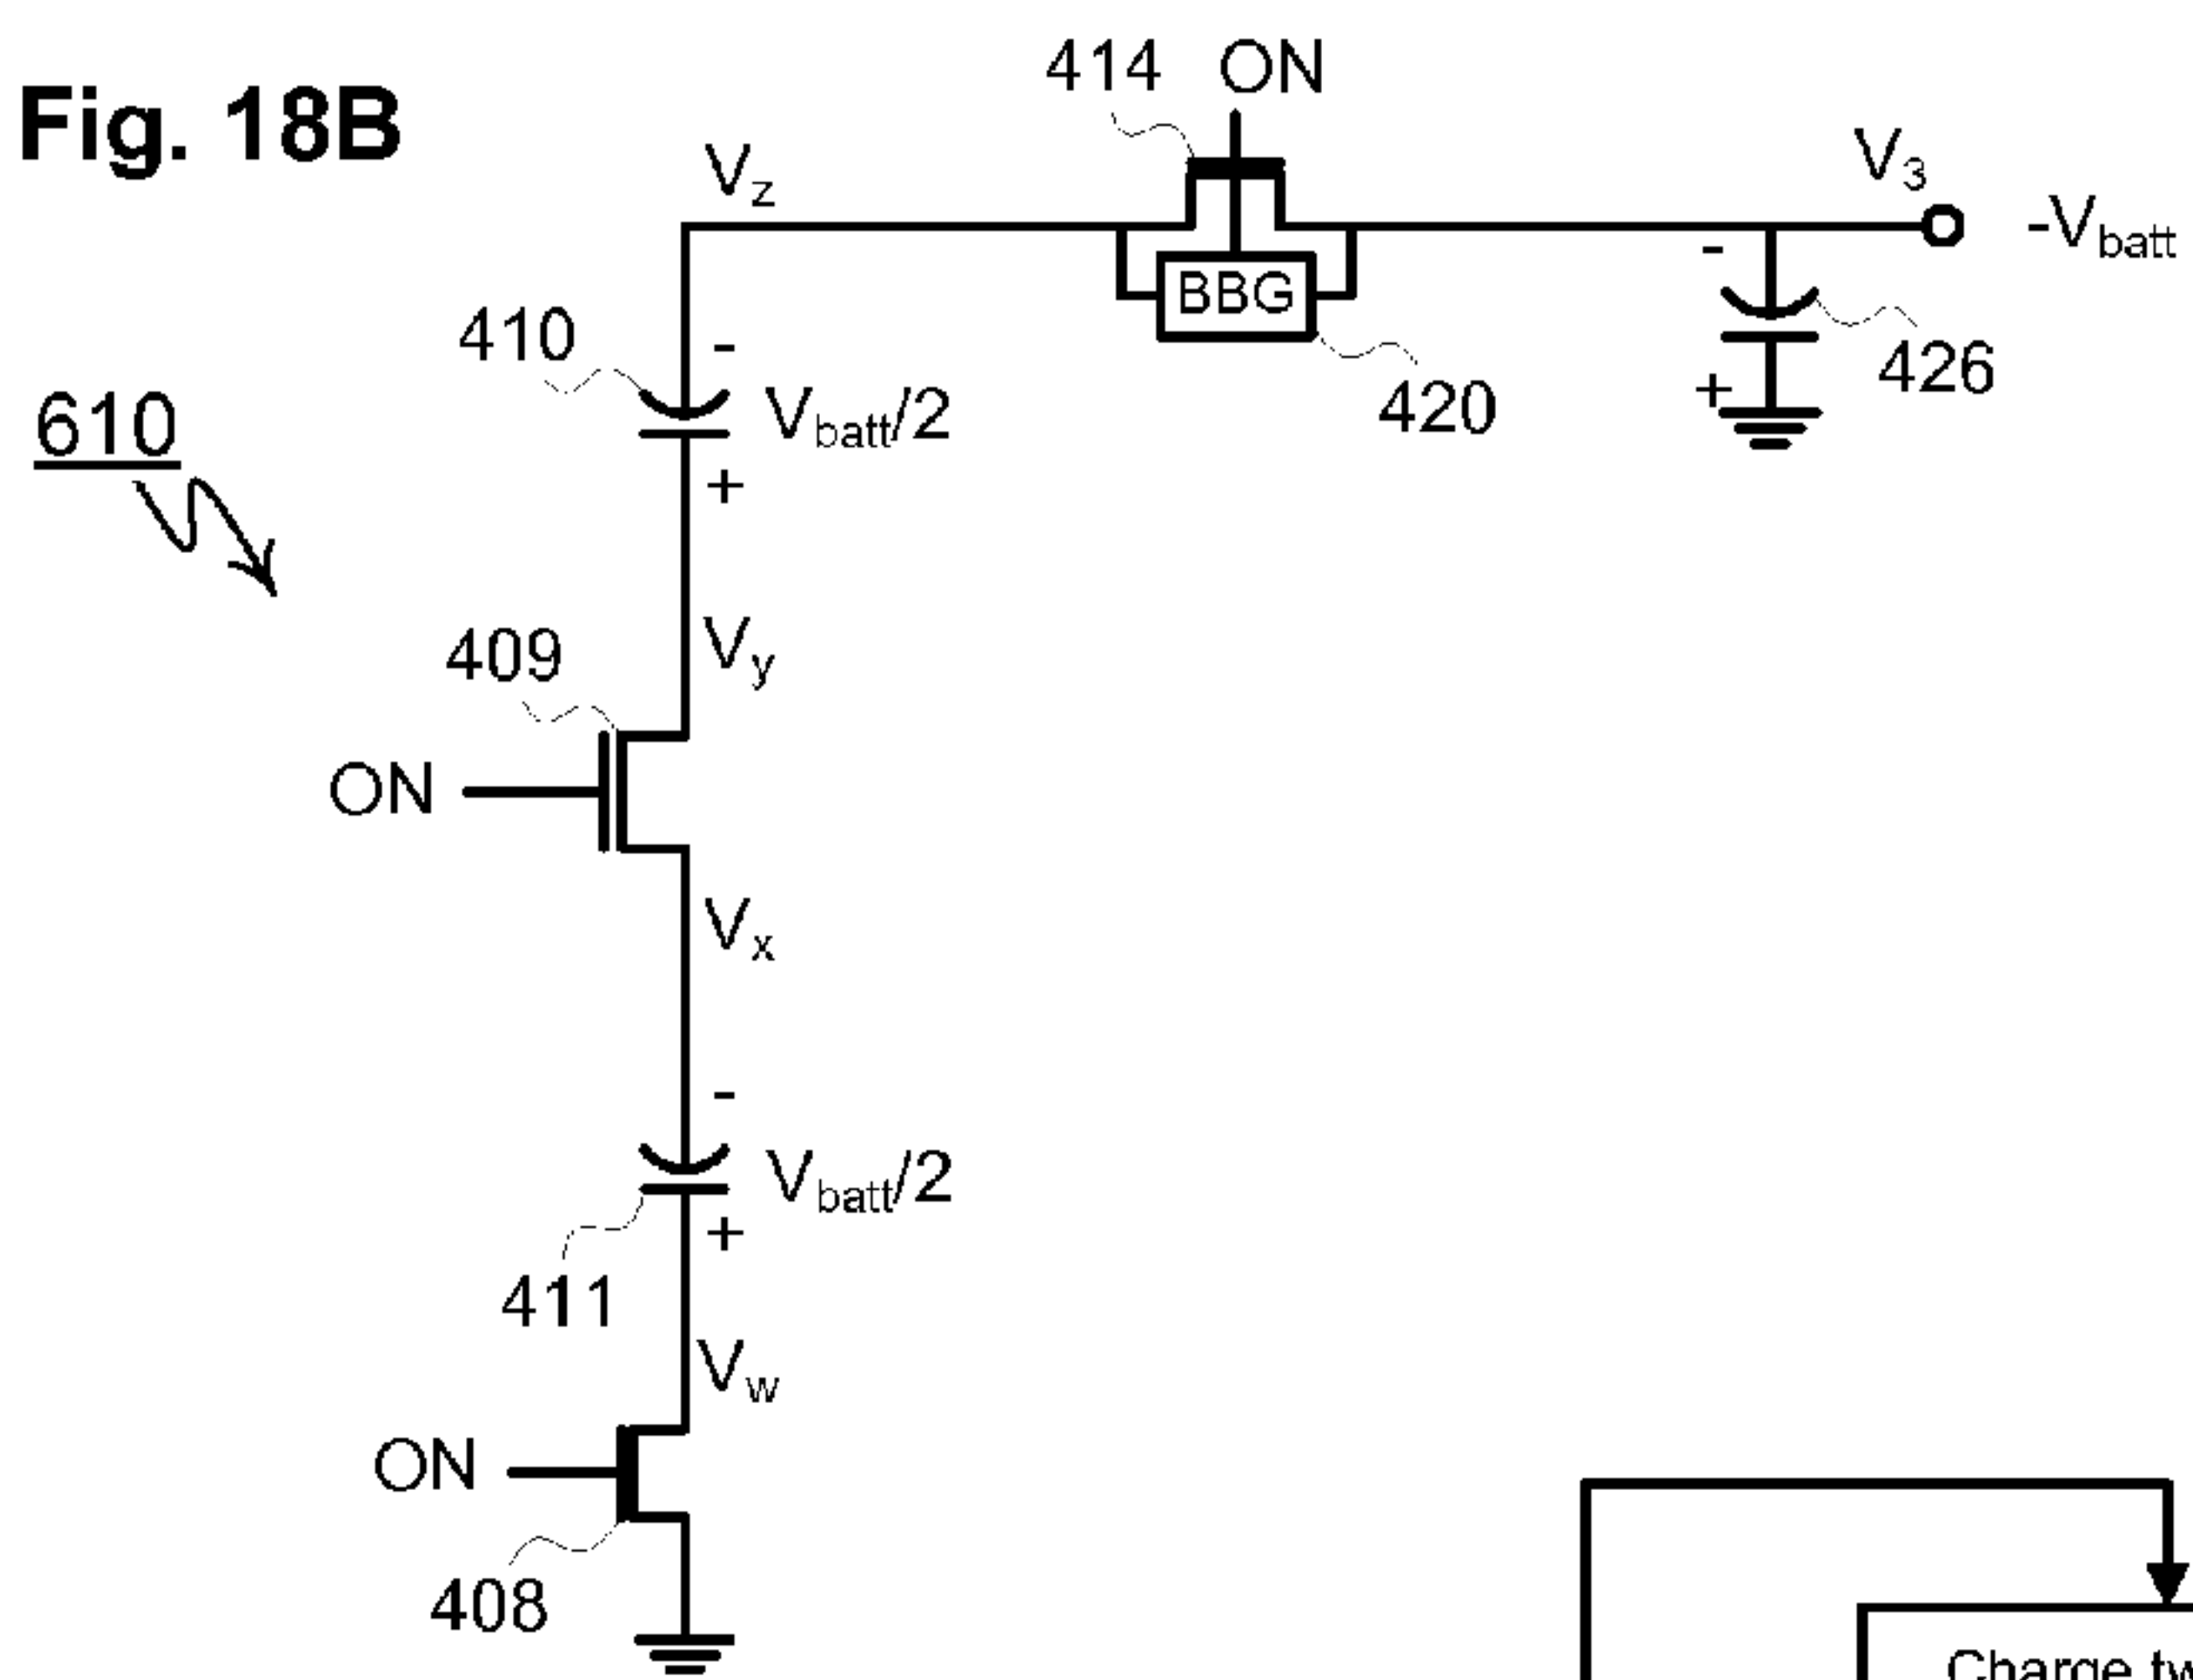 Fig. 18B
414 ON
Vz
V3
-Vbatt
-
BBG
410
-
Vbatt/2
+
420
426
+
610
409
Vy
ON
Vx
-
Vbatt/2
+
411
Vw
ON
408
Charge